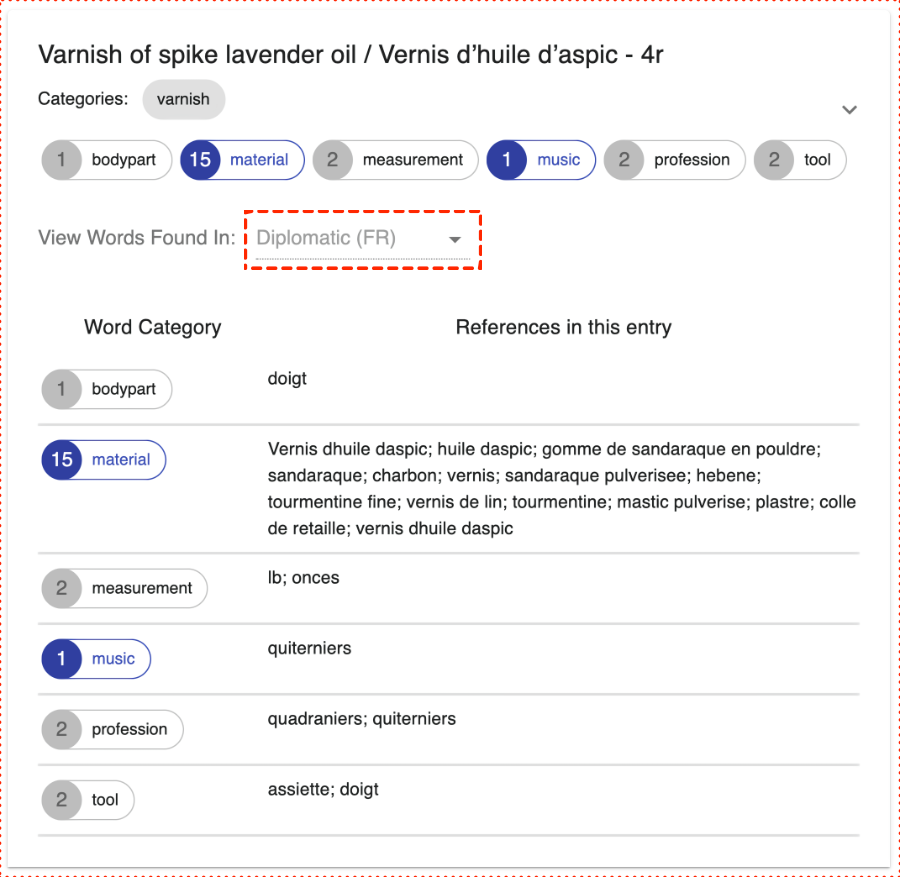 Varnish of spike lavender oil / Vernis d’huile d’aspic - 4r
Categories: varnish
1 bodypart 15 material 2 measurement 1 music 2 profession 2 tool
View Words Found In: Diplomatic (FR)
Word Category References in this entry
1 bodypart doigt
15 material Vernis dhuile daspic; huile daspic; gomme de sandaraque en pouldre;
sandaraque; charbon; vernis; sandaraque pulverisee; hebene;
tourmentine fine; vernis de lin; tourmentine; mastic pulverise; plastre; colle
de retaille; vernis dhuile daspic
2 measurement lb; onces
1 music quiterniers
2 profession quadraniers; quiterniers
2 tool assiette; doigt